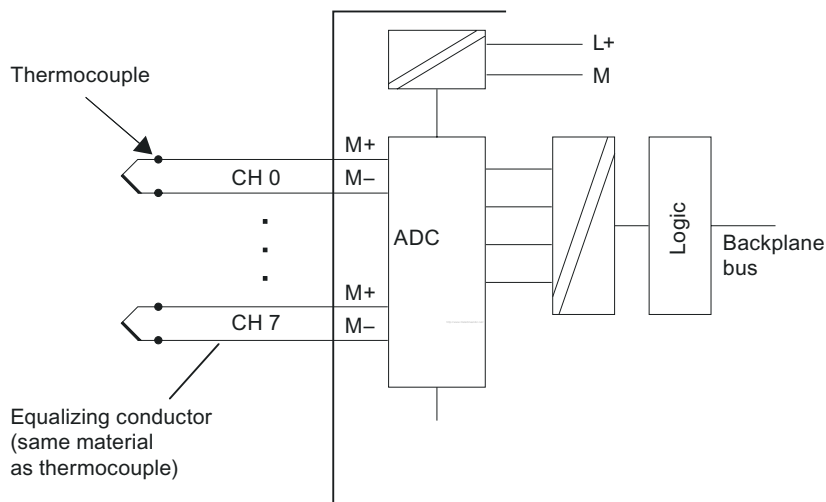 L+
M
Thermocouple
M+
CH 0
M–
ADC
Logic
Backplane
bus
M+
CH 7
M–
Equalizing conductor
(same material
as thermocouple)